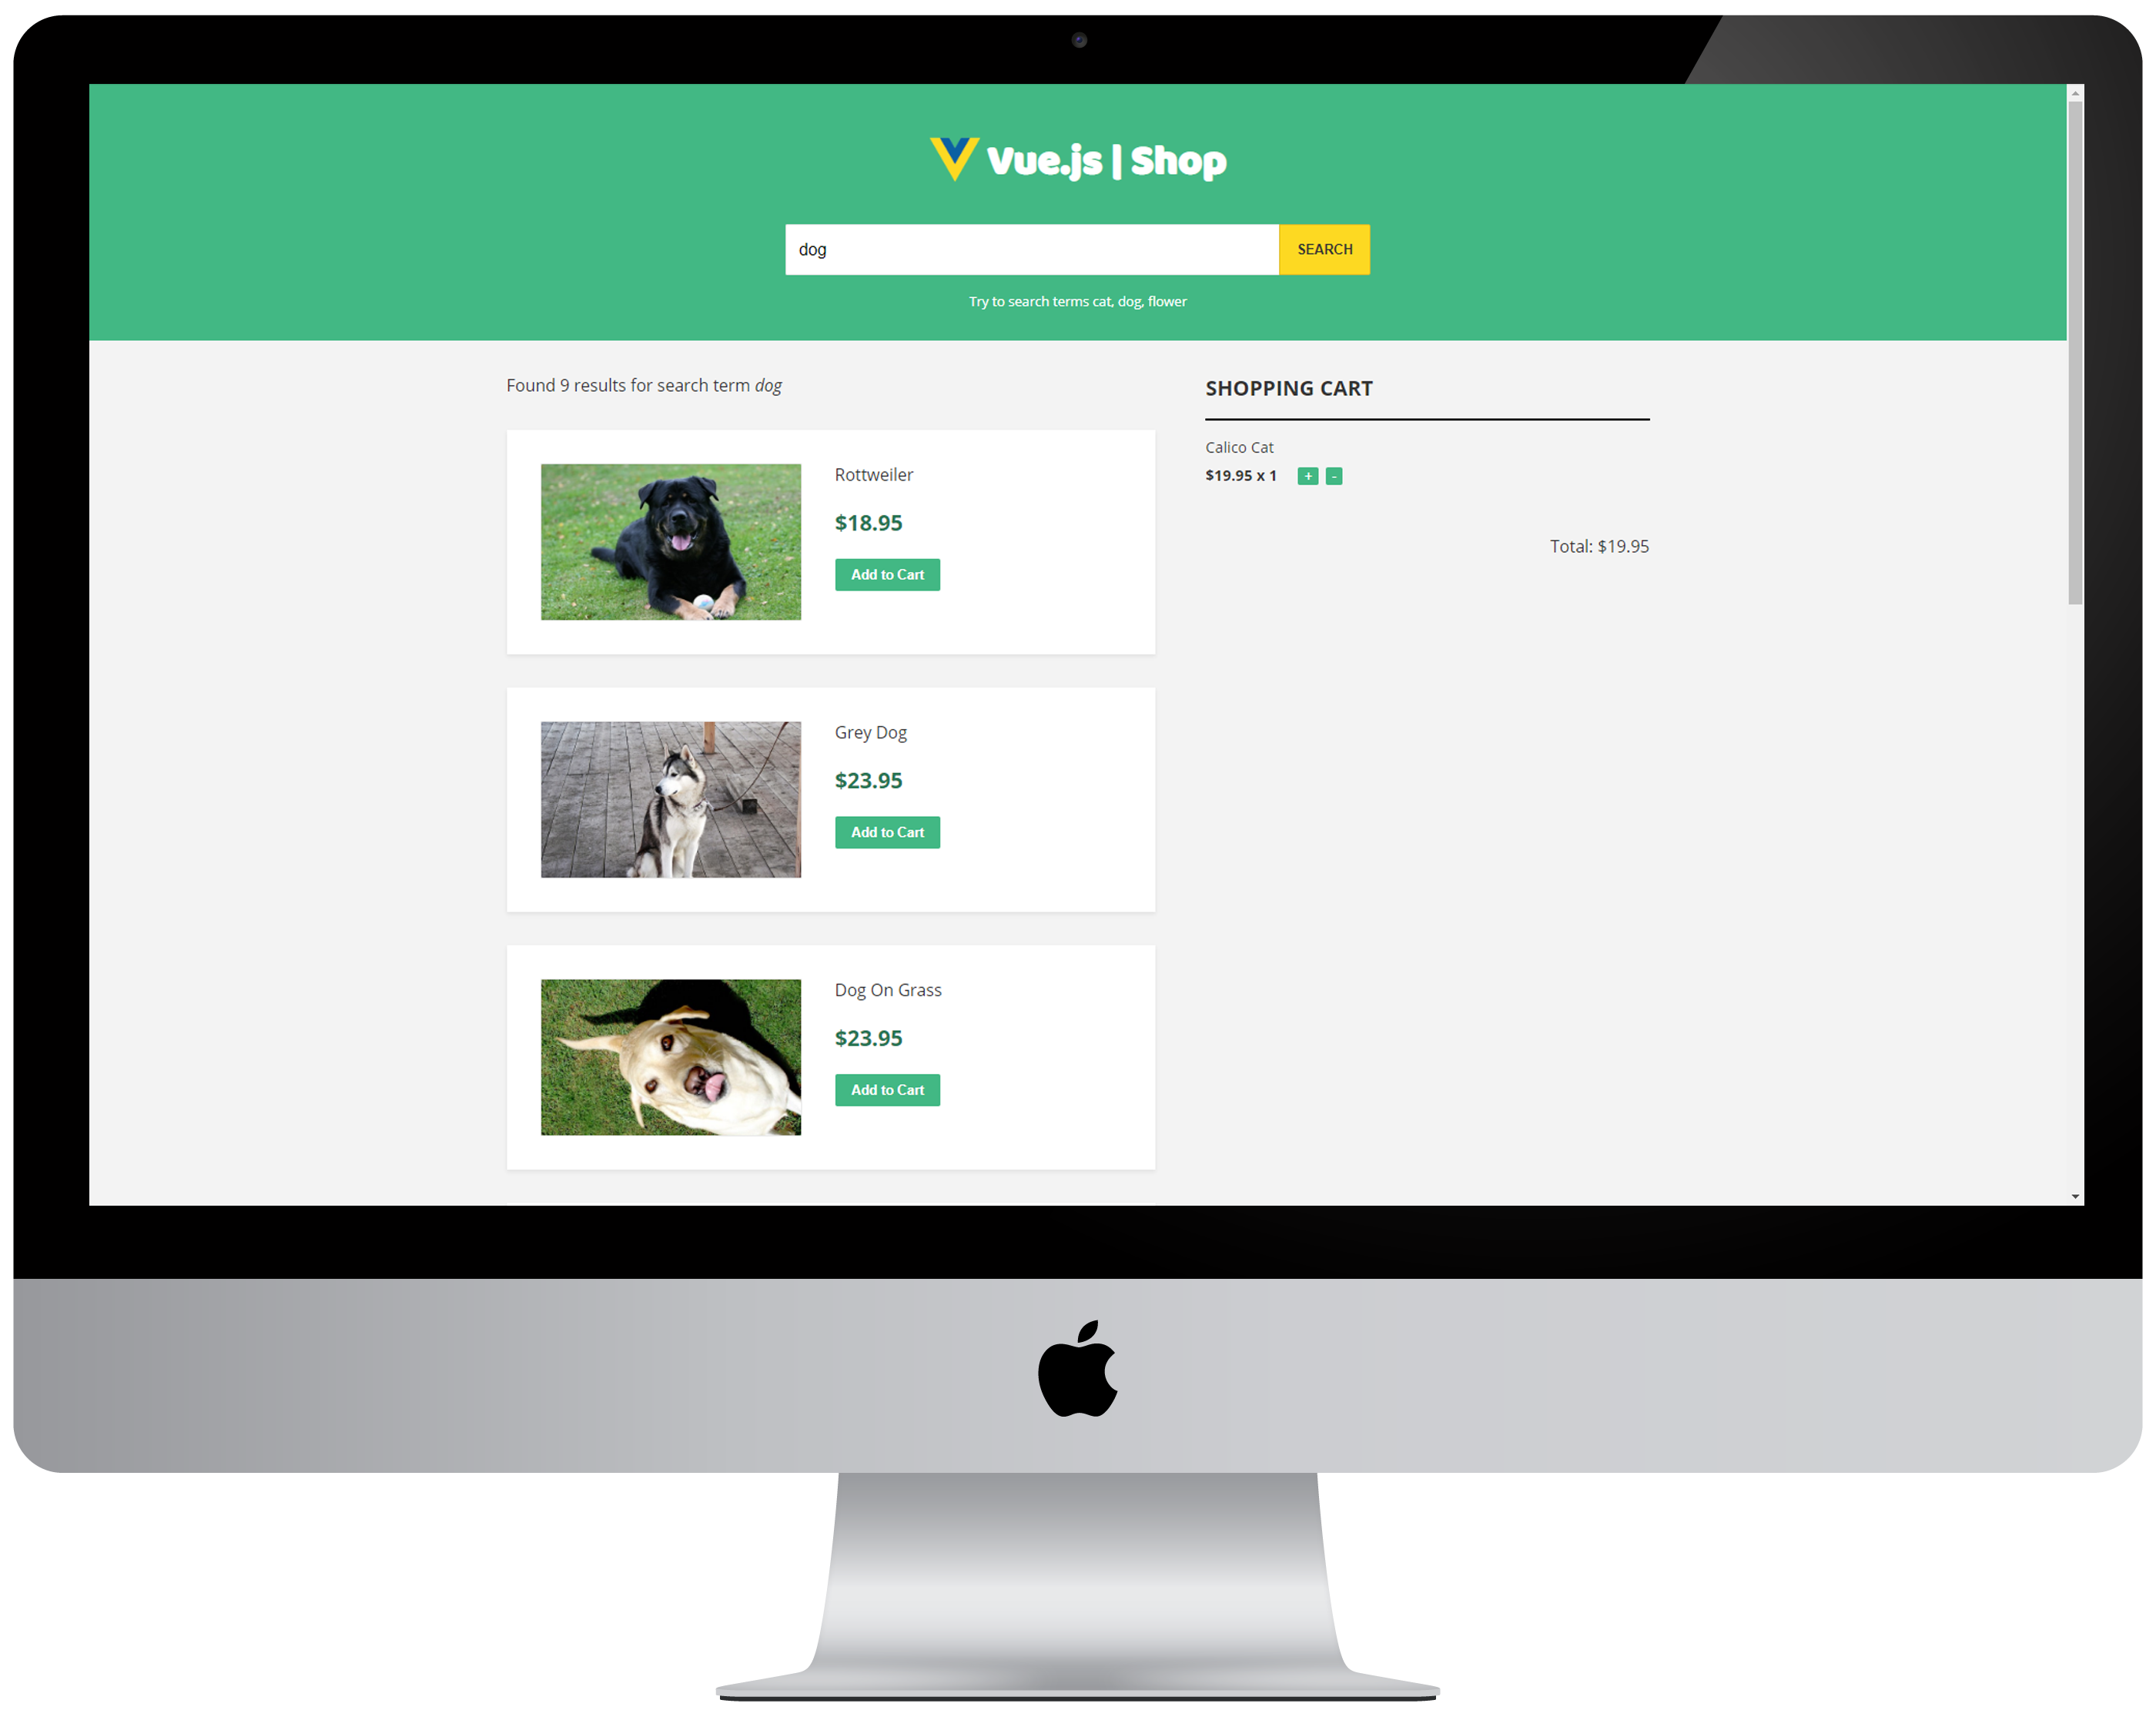 Vue.js | Shop
dog
SEARCH
Try to search terms cat, dog, flower
Found 9 results for search term dog
Rottweiler
$18.95
Add to Cart
Grey Dog
$23.95
Add to Cart
Dog On Grass
$23.95
Add to Cart
SHOPPING CART
Calico Cat
$19.95 x 1 + -
Total: $19.95